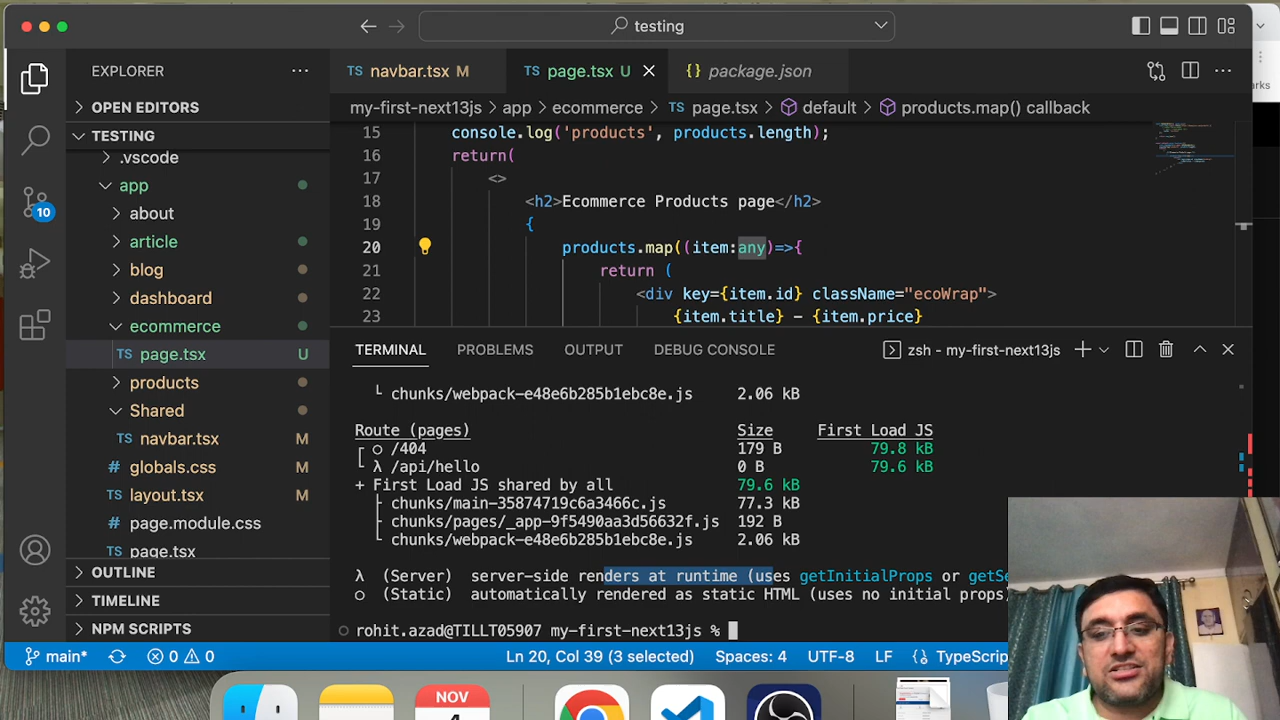 testing
EXPLORER
navbar.tsx M
page.tsx U
package.json
OPEN EDITORS
my-first-next13js > app > ecommerce > page.tsx > default > products.map() callback
TESTING
.vscode
app
about
article
blog
dashboard
ecommerce
page.tsx U
products
Shared
navbar.tsx M
globals.css M
layout.tsx M
page.module.css
page.tsx
OUTLINE
TIMELINE
NPM SCRIPTS
10
15 console.log('products', products.length);
16 return(
17 <>
18 <h2>Ecommerce Products page</h2>
19 {
20 products.map((item:any)=>{
21 return (
22 <div key={item.id} className="ecoWrap">
23 {item.title} - {item.price}
TERMINAL PROBLEMS OUTPUT DEBUG CONSOLE
zsh - my-first-next13js
└ chunks/webpack-e48e6b285b1ebc8e.js 2.06 kB
Route (pages) Size First Load JS
┌ ○ /404 179 B 79.8 kB
└ λ /api/hello 0 B 79.6 kB
+ First Load JS shared by all 79.6 kB
├ chunks/main-35874719c6a3466c.js 77.3 kB
├ chunks/pages/_app-9f5490aa3d56632f.js 192 B
└ chunks/webpack-e48e6b285b1ebc8e.js 2.06 kB
λ (Server) server-side renders at runtime (uses getInitialProps or getSe
○ (Static) automatically rendered as static HTML (uses no initial props)
rohit.azad@TILLT05907 my-first-next13js %
main* 0 0 Ln 20, Col 39 (3 selected) Spaces: 4 UTF-8 LF {} TypeScrip
NOV